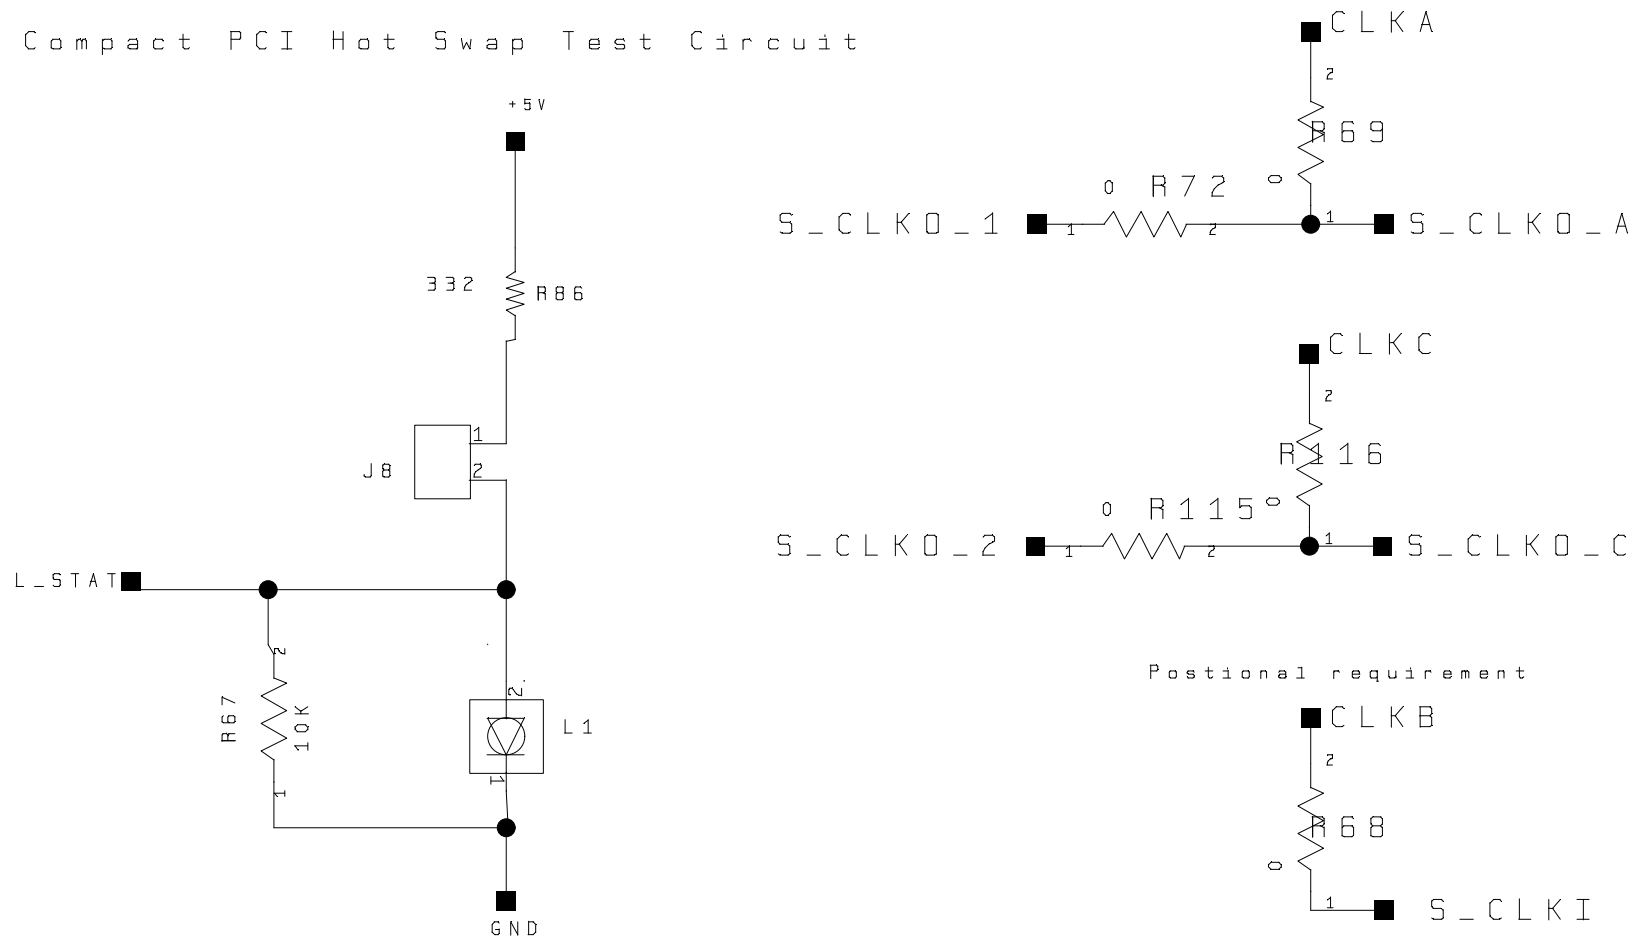 Compact PCI Hot Swap Test Circuit
+5V
332
R86
1
J8
2
L_STAT
2
R67
10K
1
2
L1
1
GND
CLKA
2
R69
0
R72
0
S_CLKO_1
1
2
1
S_CLKO_A
CLKC
2
R116
0
R115
0
S_CLKO_2
1
2
1
S_CLKO_C
Postional requirement
CLKB
2
R68
0
1
S_CLKI